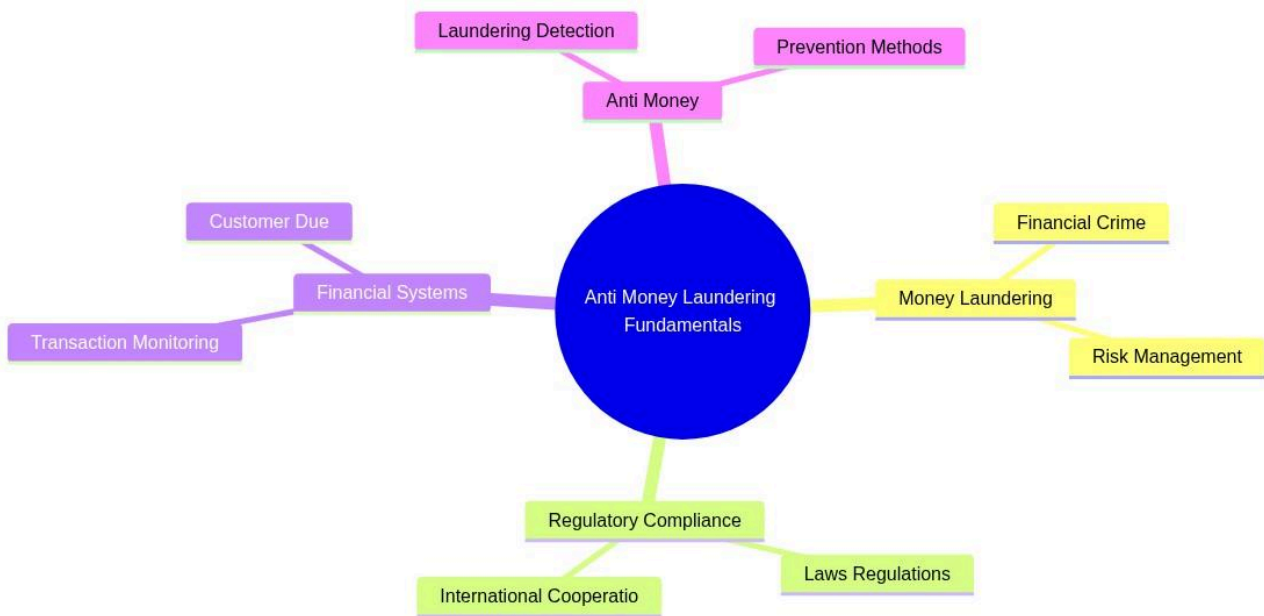 Laundering Detection
Prevention Methods
Anti Money
Customer Due
Financial Crime
Financial Systems
Money Laundering
Anti Money Laundering
Fundamentals
Transaction Monitoring
Risk Management
Regulatory Compliance
Laws Regulations
International Cooperatio